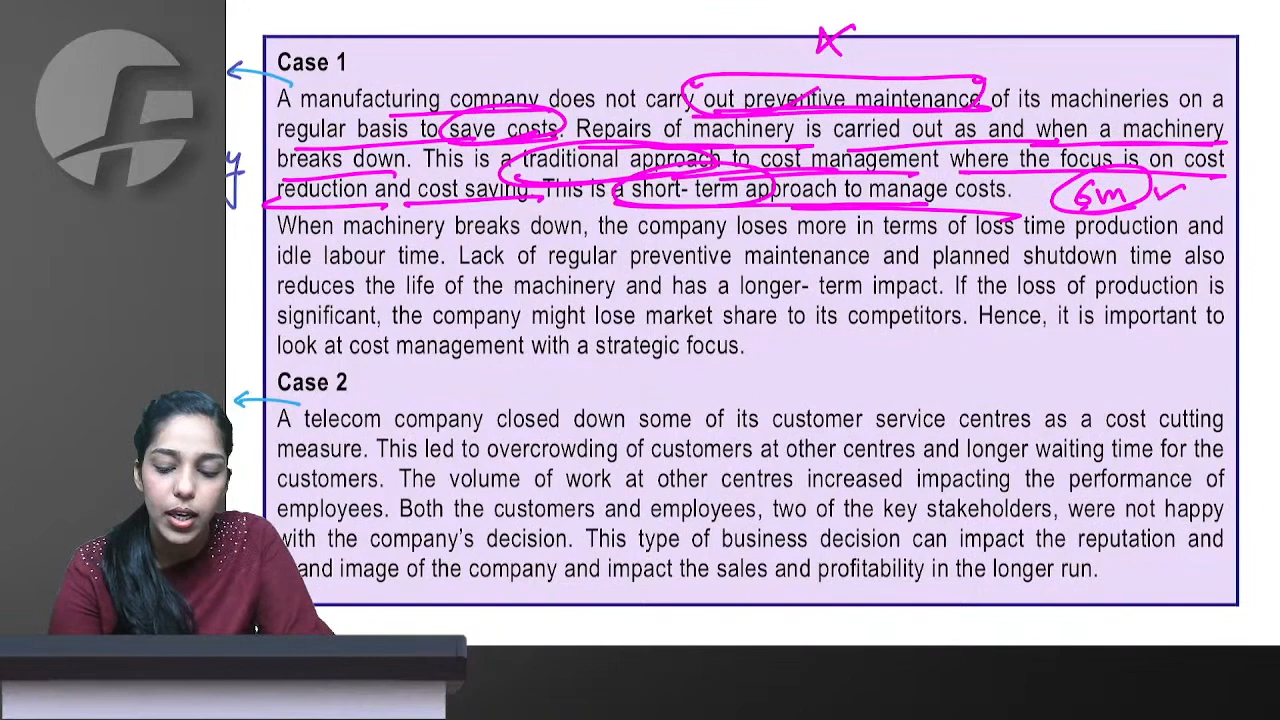 Case 1
A manufacturing company does not carry out preventive maintenance of its machineries on a
regular basis to save costs. Repairs of machinery is carried out as and when a machinery
breaks down. This is a traditional approach to cost management where the focus is on cost
reduction and cost saving. This is a short- term approach to manage costs.
6m
y
When machinery breaks down, the company loses more in terms of loss time production and
idle labour time. Lack of regular preventive maintenance and planned shutdown time also
reduces the life of the machinery and has a longer- term impact. If the loss of production is
significant, the company might lose market share to its competitors. Hence, it is important to
look at cost management with a strategic focus.
Case 2
A telecom company closed down some of its customer service centres as a cost cutting
measure. This led to overcrowding of customers at other centres and longer waiting time for the
customers. The volume of work at other centres increased impacting the performance of
employees. Both the customers and employees, two of the key stakeholders, were not happy
with the company's decision. This type of business decision can impact the reputation and
and image of the company and impact the sales and profitability in the longer run.